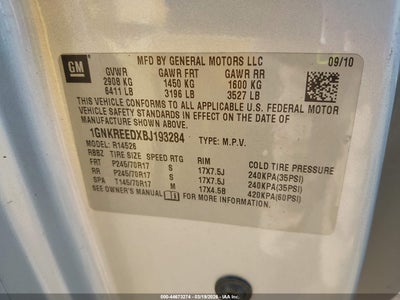 GM
MFD BY GENERAL MOTORS LLC 09/10
GVWR GAWR FRT GAWR RR
2908 KG 1450 KG 1600 KG
6411 LB 3196 LB 3527 LB
THIS VEHICLE CONFORMS TO ALL APPLICABLE U.S. FEDERAL MOTOR
VEHICLE SAFETY STANDARDS IN EFFECT ON THE DATE OF
MANUFACTURE SHOWN ABOVE.
1GNKREEDXBJ193284 TYPE: M.P.V.
MODEL: R14526
RBBZ TIRE SIZE SPEED RTG RIM COLD TIRE PRESSURE
FRT P245/70R17 S 17X7.5J 240KPA(35PSI)
RR P245/70R17 S 17X7.5J 240KPA(35PSI)
SPA T145/70R17 M 17X4.5B 420KPA(60PSI)
SEE OWNER'S MANUAL FOR MORE INFORMATION.